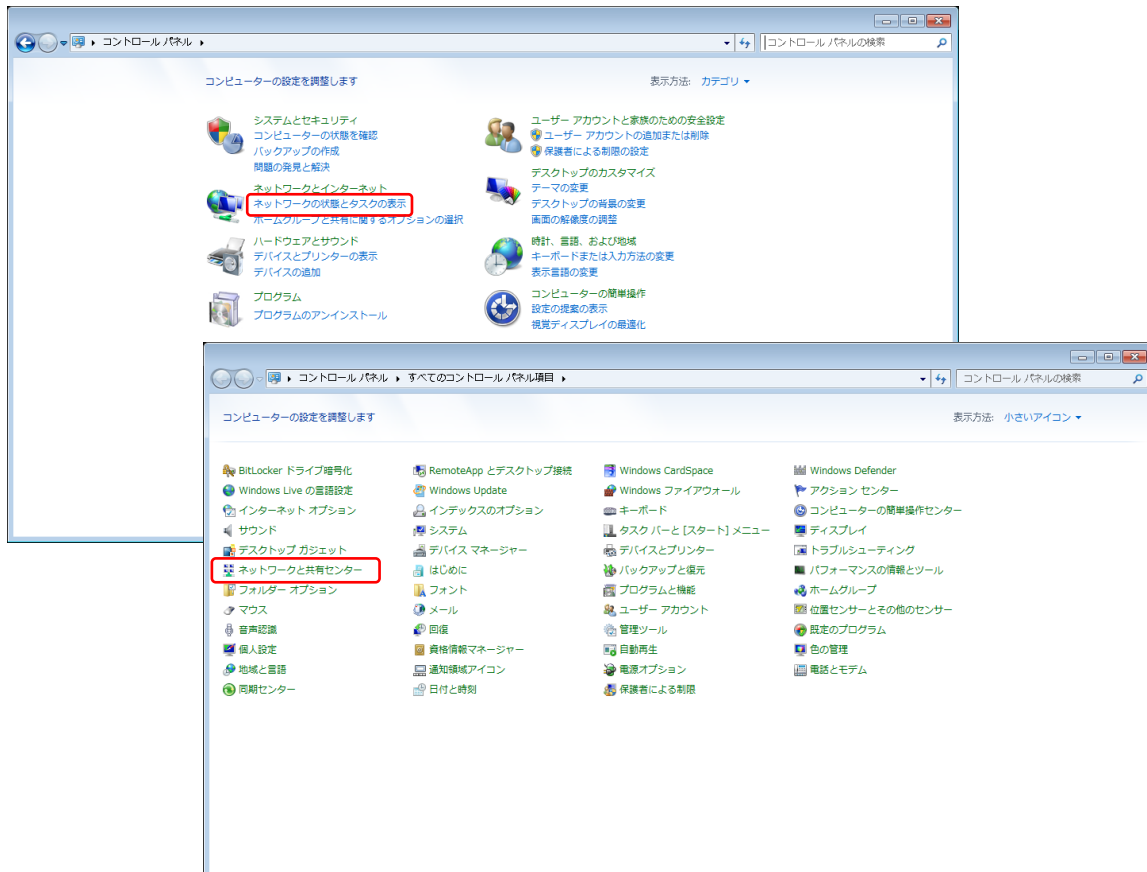 コントロール パネル
コントロール パネルの検索
コンピューターの設定を調整します
表示方法: カテゴリ
システムとセキュリティ
コンピューターの状態を確認
バックアップの作成
問題の発見と解決
ネットワークとインターネット
ネットワークの状態とタスクの表示
ホームグループと共有に関するオプションの選択
ハードウェアとサウンド
デバイスとプリンターの表示
デバイスの追加
プログラム
プログラムのアンインストール
ユーザー アカウントと家族のための安全設定
ユーザー アカウントの追加または削除
保護者による制限の設定
デスクトップのカスタマイズ
テーマの変更
デスクトップの背景の変更
画面の解像度の調整
時計、言語、および地域
キーボードまたは入力方法の変更
表示言語の変更
コンピューターの簡単操作
設定の提案の表示
視覚ディスプレイの最適化
コントロール パネル すべてのコントロール パネル項目
コントロール パネルの検索
コンピューターの設定を調整します
表示方法: 小さいアイコン
BitLocker ドライブ暗号化
Windows Live の言語設定
インターネット オプション
サウンド
デスクトップ ガジェット
ネットワークと共有センター
フォルダー オプション
マウス
音声認識
個人設定
地域と言語
同期センター
RemoteApp とデスクトップ接続
Windows Update
インデックスのオプション
システム
デバイス マネージャー
はじめに
フォント
メール
回復
資格情報マネージャー
通知領域アイコン
日付と時刻
Windows CardSpace
Windows ファイアウォール
キーボード
タスク バーと [スタート] メニュー
デバイスとプリンター
バックアップと復元
プログラムと機能
ユーザー アカウント
管理ツール
自動再生
電源オプション
保護者による制限
Windows Defender
アクション センター
コンピューターの簡単操作センター
ディスプレイ
トラブルシューティング
パフォーマンスの情報とツール
ホームグループ
位置センサーとその他のセンサー
既定のプログラム
色の管理
電話とモデム